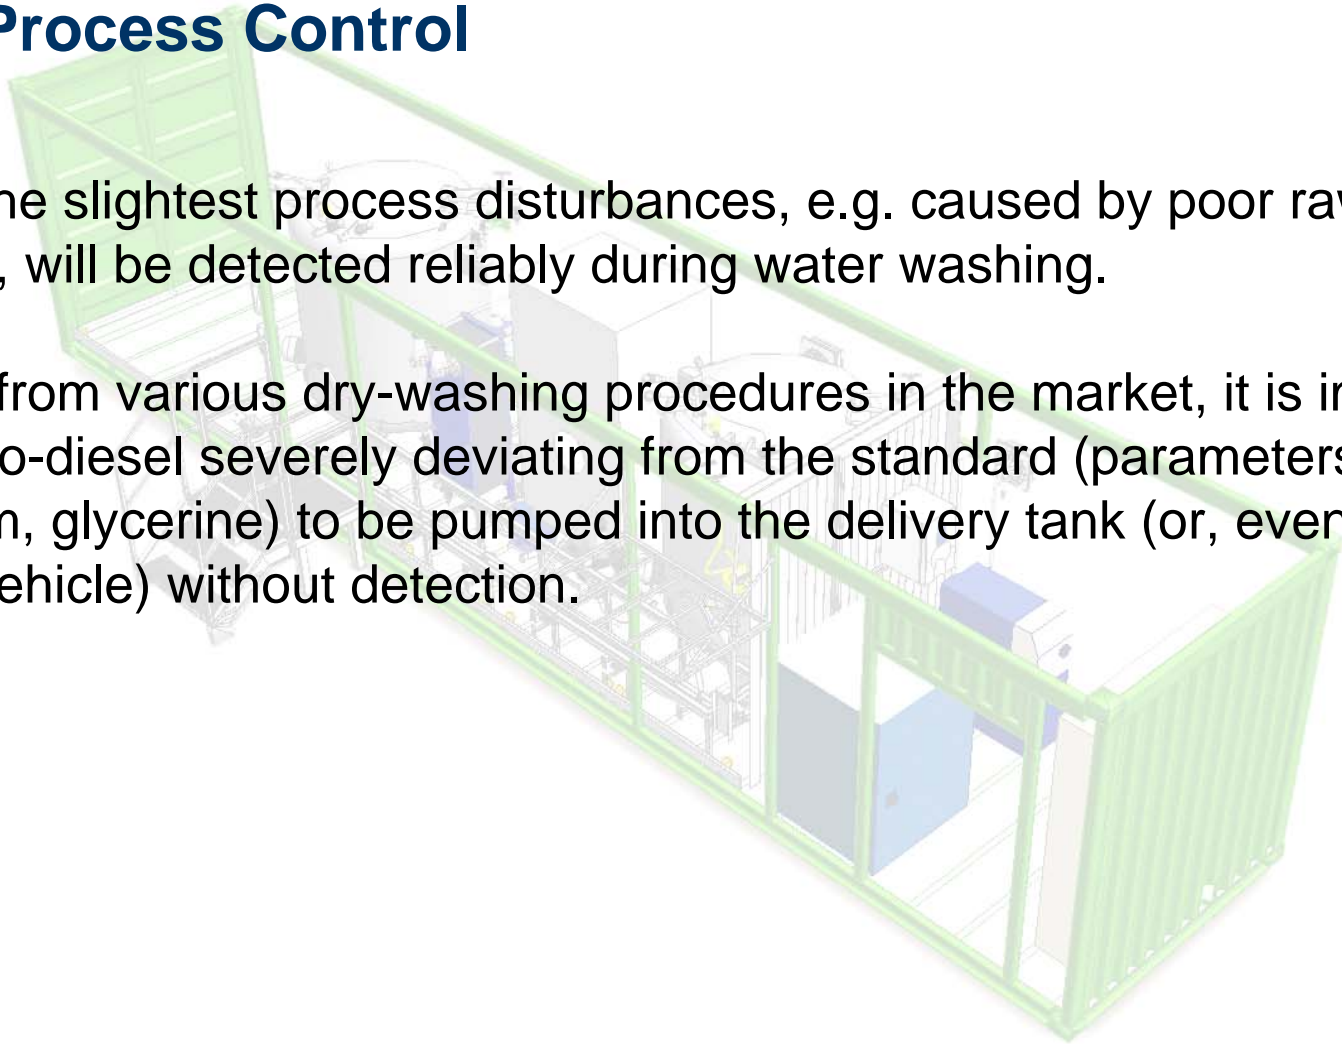 Process Control
he slightest process disturbances, e.g. caused by poor ra
, will be detected reliably during water washing.
from various dry-washing procedures in the market, it is i
o-diesel severely deviating from the standard (parameters
n, glycerine) to be pumped into the delivery tank (or, even
ehicle) without detection.